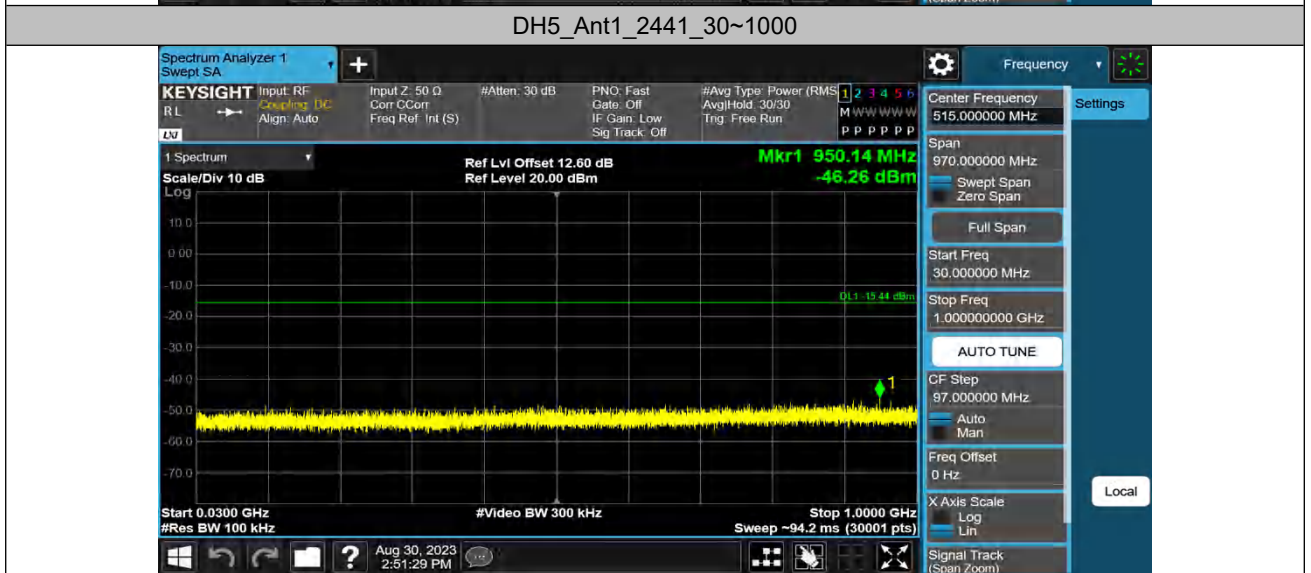 (Span Zoom)
DH5_Ant1_2441_30~1000
Spectrum Analyzer 1
Swept SA
Frequency
KEYSIGHT
RL
LXI
Input: RF
Coupling: DC
Align: Auto
Input Z: 50 Ω
Corr CCorr
Freq Ref: Int (S)
#Atten: 30 dB
PNO: Fast
Gate: Off
IF Gain: Low
Sig Track: Off
#Avg Type: Power (RMS
Avg|Hold: 30/30
Trig: Free Run
1 2 3 4 5 6
M W W W W W
P P P P P P
1 Spectrum
Scale/Div 10 dB
Log
Ref Lvl Offset 12.60 dB
Ref Level 20.00 dBm
Mkr1 950.14 MHz
-46.26 dBm
10.0
0.00
-10.0
DL1 -15.44 dBm
-20.0
-30.0
-40.0
1
-50.0
-60.0
-70.0
Start 0.0300 GHz
#Res BW 100 kHz
#Video BW 300 kHz
Stop 1.0000 GHz
Sweep ~94.2 ms (30001 pts)
Center Frequency
515.000000 MHz
Span
970.000000 MHz
Swept Span
Zero Span
Full Span
Start Freq
30.000000 MHz
Stop Freq
1.000000000 GHz
AUTO TUNE
CF Step
97.000000 MHz
Auto
Man
Freq Offset
0 Hz
X Axis Scale
Log
Lin
Signal Track
(Span Zoom)
Settings
Local
?
Aug 30, 2023
2:51:29 PM